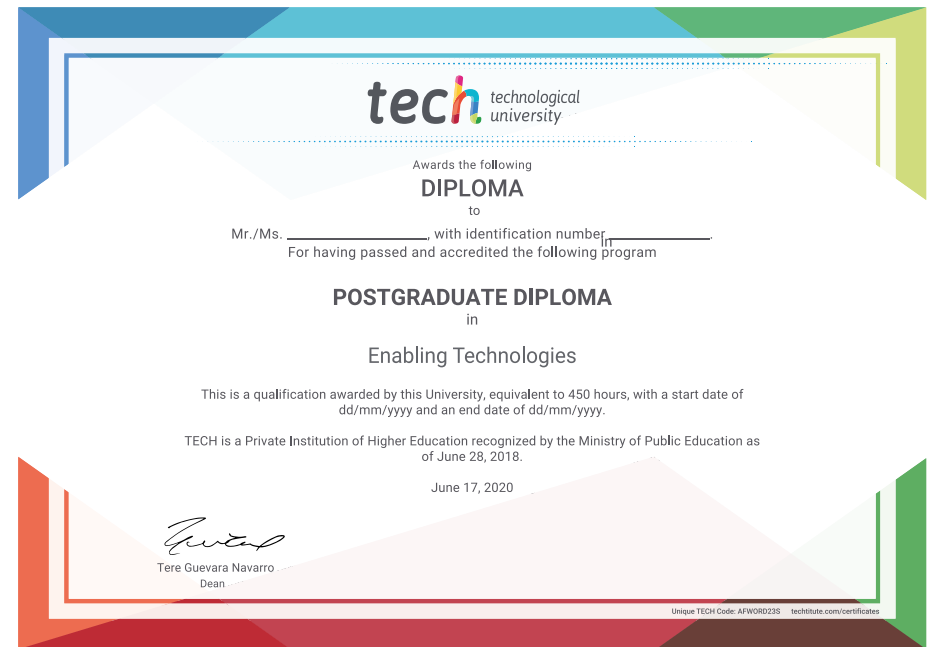 tech technological
university
Awards the following
DIPLOMA
to
Mr./Ms. ____________________, with identification number ______________.
in
For having passed and accredited the following program
POSTGRADUATE DIPLOMA
in
Enabling Technologies
This is a qualification awarded by this University, equivalent to 450 hours, with a start date of
dd/mm/yyyy and an end date of dd/mm/yyyy.
TECH is a Private Institution of Higher Education recognized by the Ministry of Public Education as
of June 28, 2018.
June 17, 2020
Tere Guevara Navarro
Dean
Unique TECH Code: AFWORD23S techtitute.com/certificates